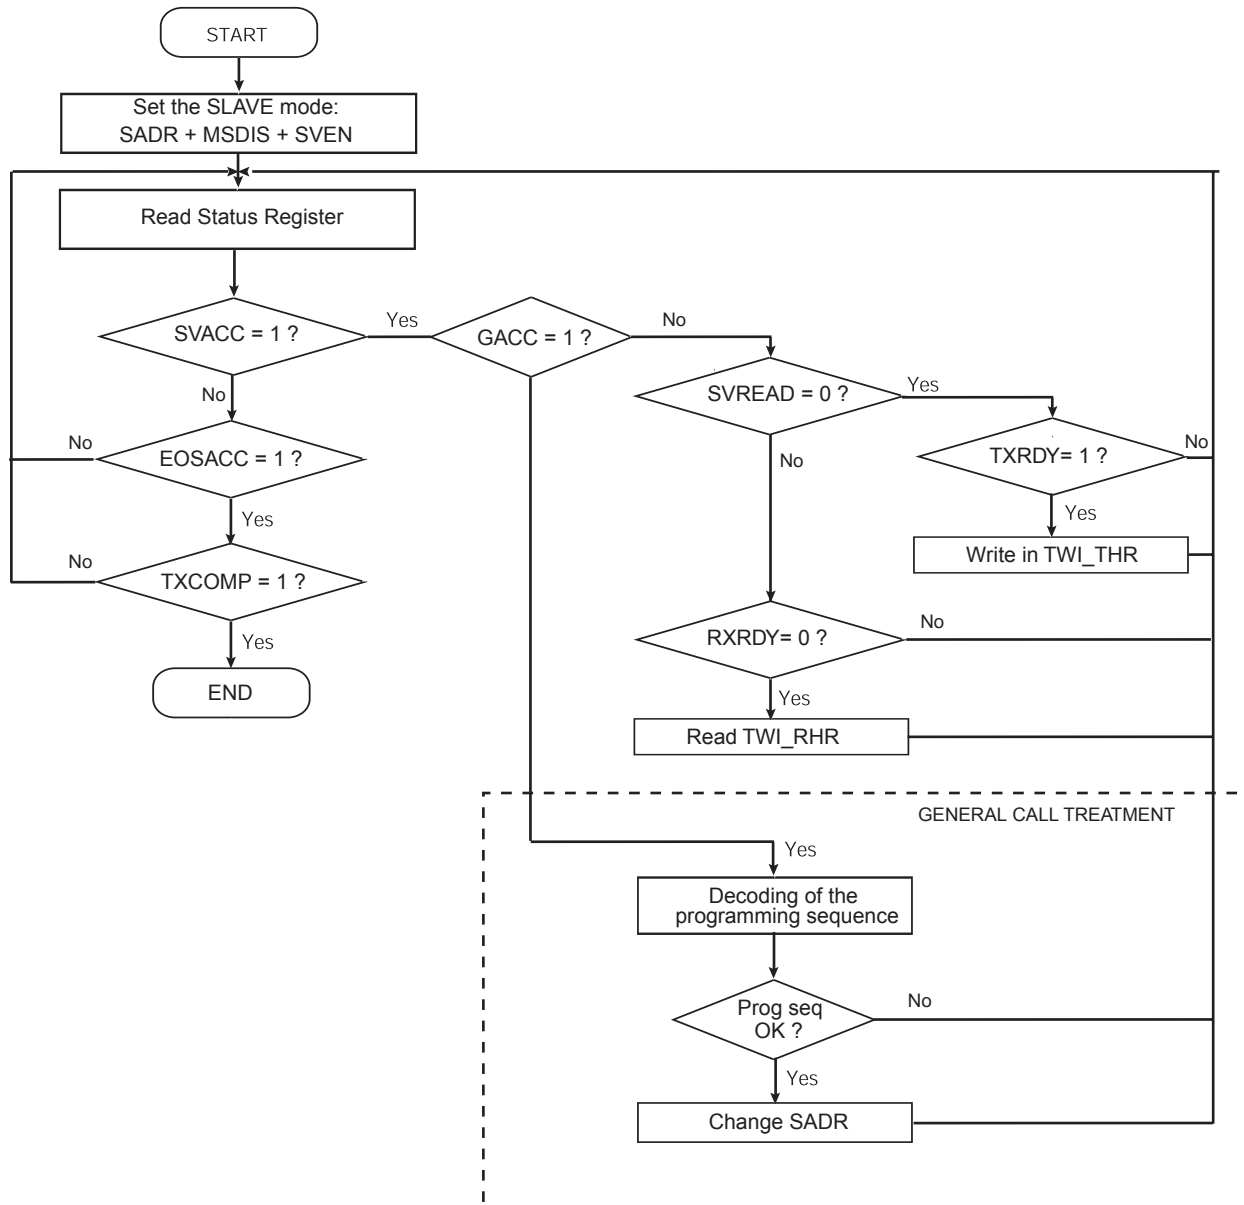 START
Set the SLAVE mode:
SADR + MSDIS + SVEN
Read Status Register
SVACC = 1 ?
Yes
GACC = 1 ?
No
SVREAD = 0 ?
Yes
No
EOSACC = 1 ?
No
No
TXRDY= 1 ?
No
Yes
Yes
Write in TWI_THR
TXCOMP = 1 ?
No
Yes
RXRDY= 0 ?
No
END
Yes
Read TWI_RHR
GENERAL CALL TREATMENT
Yes
Decoding of the
programming sequence
Prog seq
OK ?
No
Yes
Change SADR